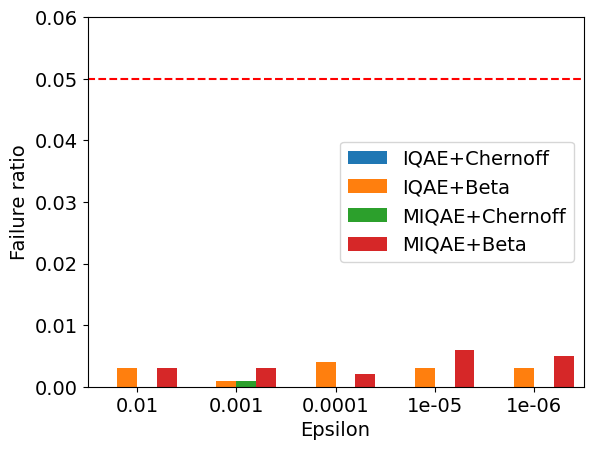 0.06
0.05
0.04
0.03
0.02
0.01
0.00
Failure ratio
IQAE+Chernoff
IQAE+Beta
MIQAE+Chernoff
MIQAE+Beta
0.01 0.001 0.0001 1e-05 1e-06
Epsilon